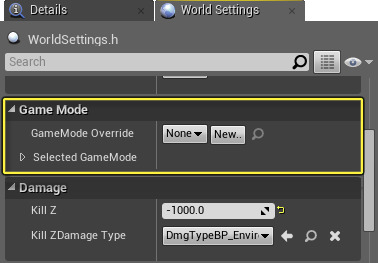 Details World Settings
WorldSettings.h
Search
Game Mode
GameMode Override None New..
Selected GameMode
Damage
Kill Z -1000.0
Kill ZDamage Type DmgTypeBP_Enviro